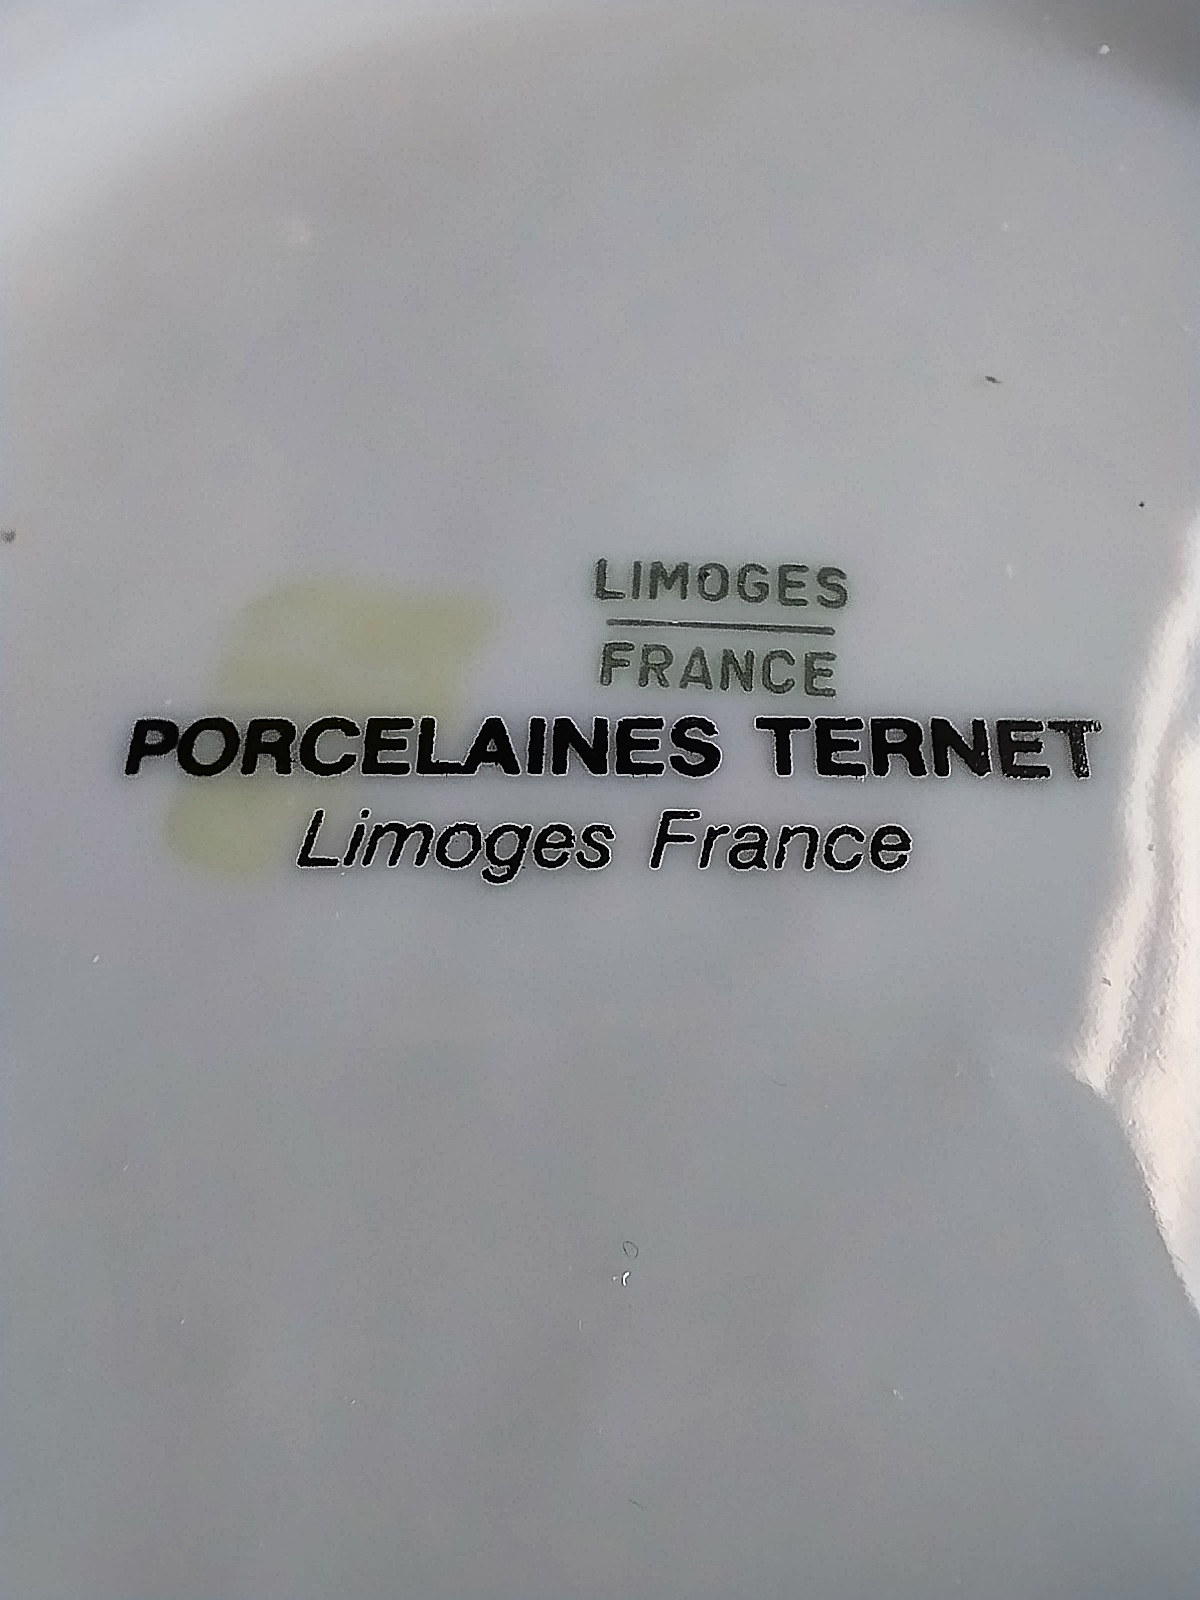 LIMOGES
FRANCE
PORCELAINES TERNET
Limoges France